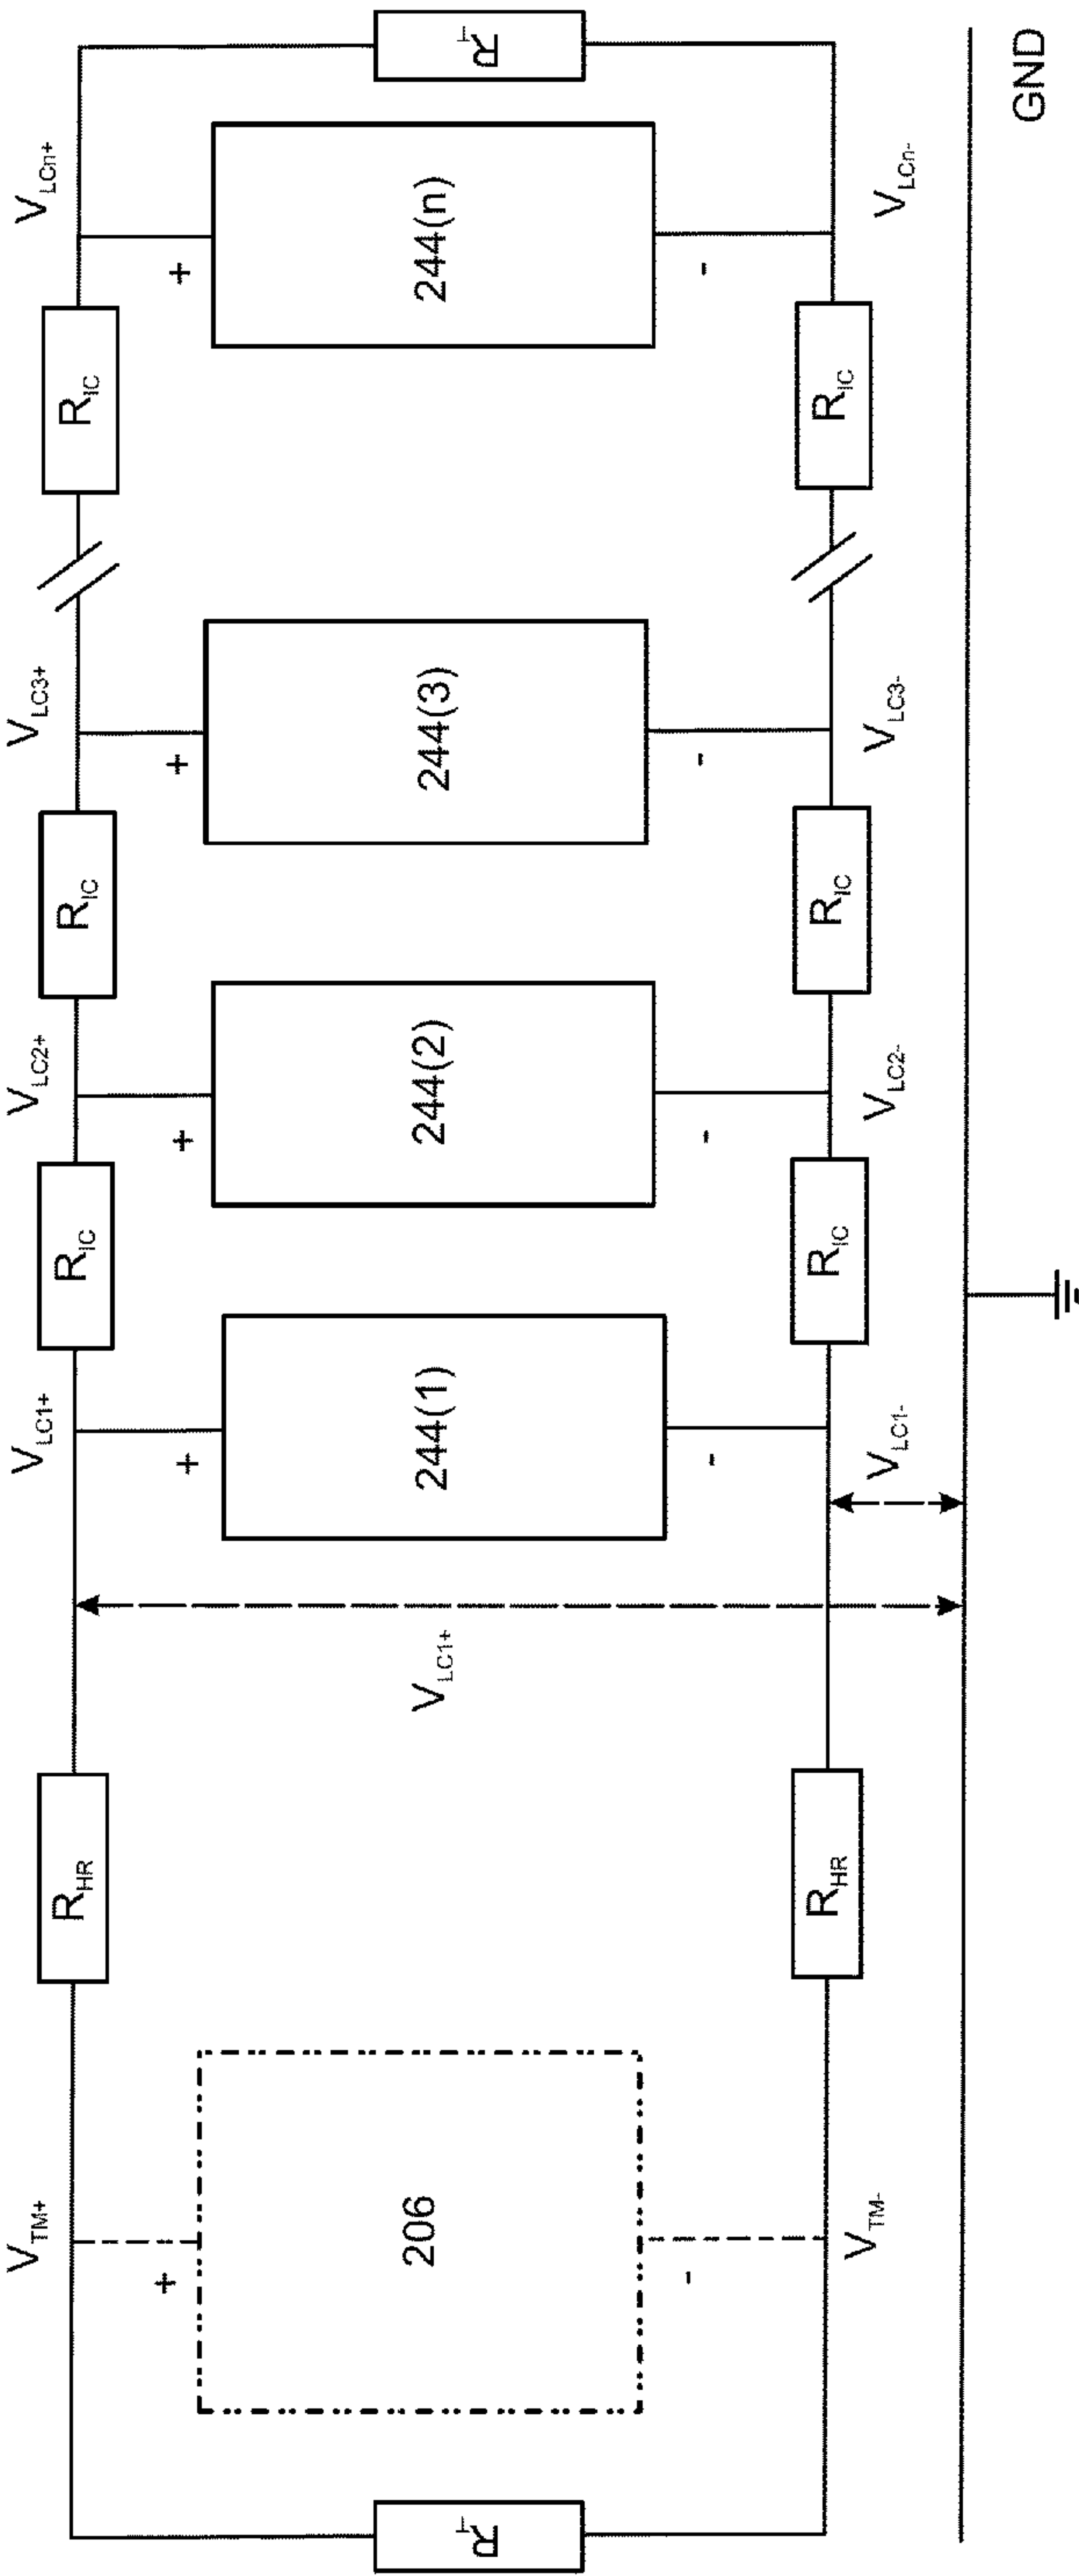 V_TM+
V_LC1+
V_LC2+
V_LC3+
V_LCn+
R_HR
R_IC
R_IC
R_IC
+
+
+
+
+
R_T
206
V_LC1+
244(1)
244(2)
244(3)
244(n)
R_T
-
-
-
-
-
R_HR
R_IC
R_IC
R_IC
V_TM-
V_LC1-
V_LC2-
V_LC3-
V_LCn-
GND